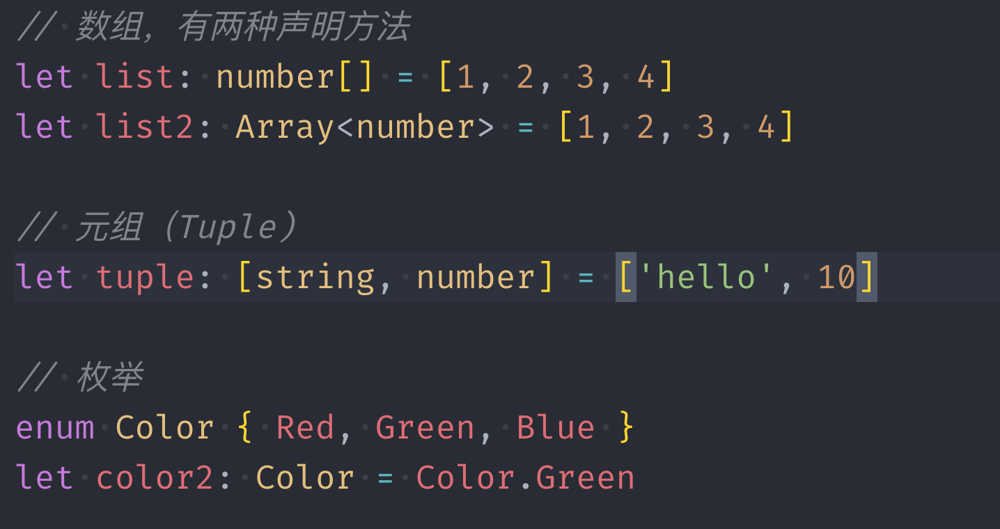 // 数组，有两种声明方法
let list: number[] = [1, 2, 3, 4]
let list2: Array<number> = [1, 2, 3, 4]
// 元组（Tuple）
let tuple: [string, number] = ['hello', 10]
// 枚举
enum Color { Red, Green, Blue }
let color2: Color = Color.Green